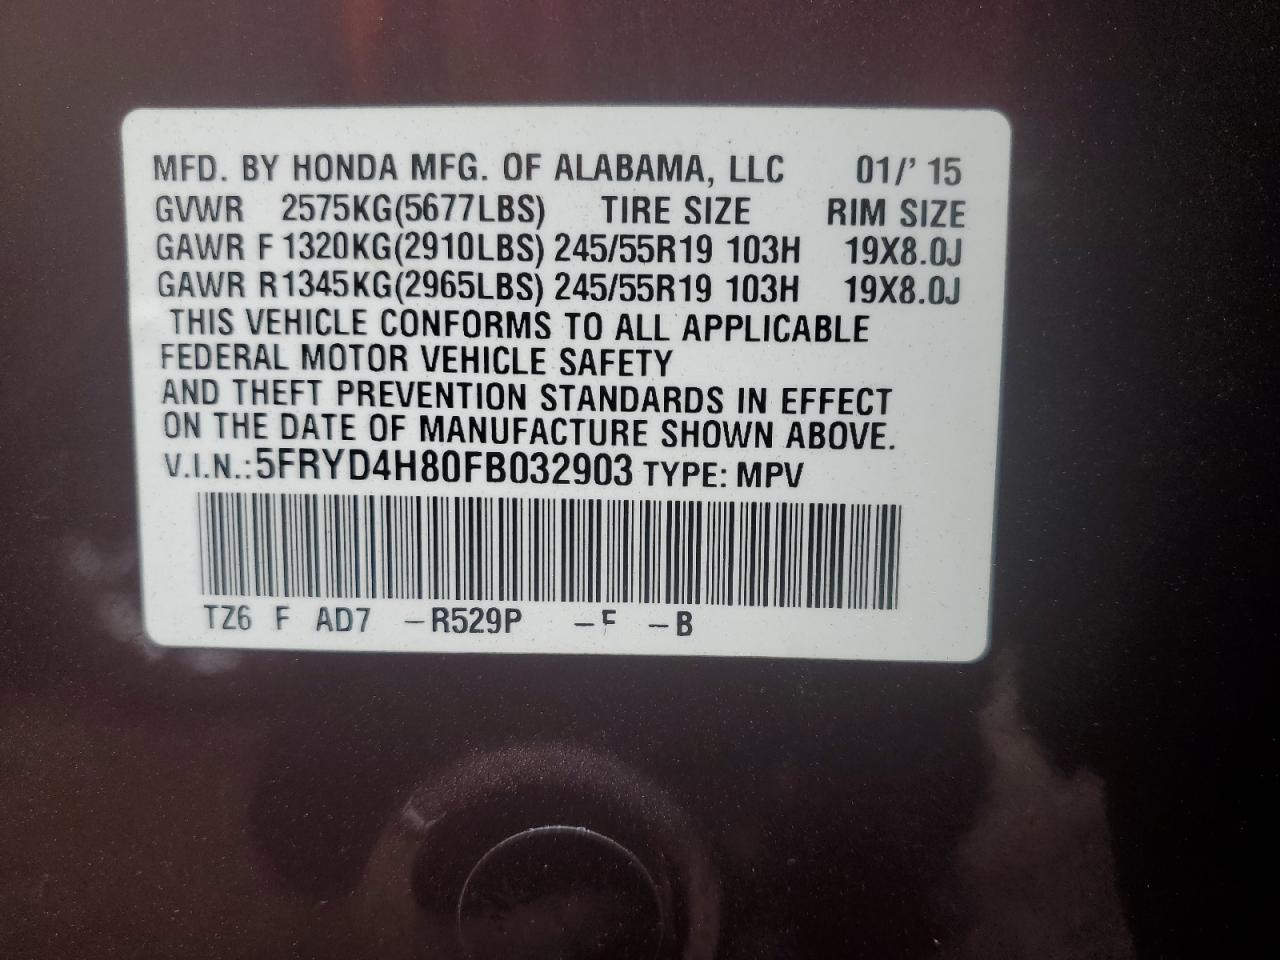 MFD. BY HONDA MFG. OF ALABAMA, LLC 01/' 15
GVWR 2575KG(5677LBS) TIRE SIZE RIM SIZE
GAWR F 1320KG(2910LBS) 245/55R19 103H 19X8.0J
GAWR R1345KG(2965LBS) 245/55R19 103H 19X8.0J
THIS VEHICLE CONFORMS TO ALL APPLICABLE
FEDERAL MOTOR VEHICLE SAFETY
AND THEFT PREVENTION STANDARDS IN EFFECT
ON THE DATE OF MANUFACTURE SHOWN ABOVE.
V.I.N.:5FRYD4H80FB032903 TYPE: MPV
TZ6 F AD7 -R529P -F -B